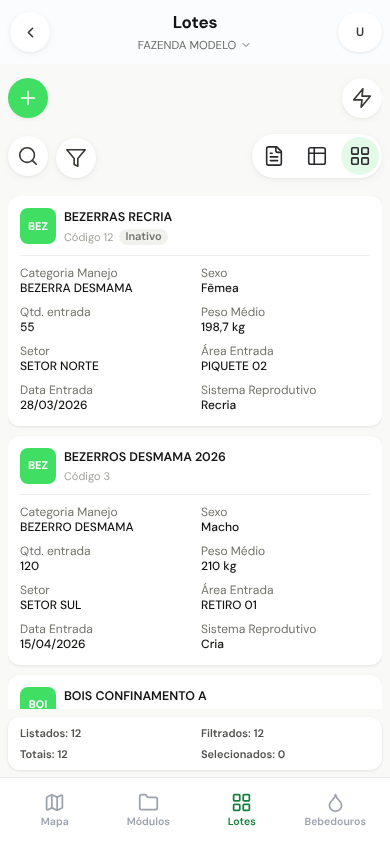 Lotes
FAZENDA MODELO
U
BEZ
BEZERRAS RECRIA
Código 12 Inativo
Categoria Manejo Sexo
BEZERRA DESMAMA Fêmea
Qtd. entrada Peso Médio
55 198,7 kg
Setor Área Entrada
SETOR NORTE PIQUETE 02
Data Entrada Sistema Reprodutivo
28/03/2026 Recria
BEZ
BEZERROS DESMAMA 2026
Código 3
Categoria Manejo Sexo
BEZERRO DESMAMA Macho
Qtd. entrada Peso Médio
120 210 kg
Setor Área Entrada
SETOR SUL RETIRO 01
Data Entrada Sistema Reprodutivo
15/04/2026 Cria
BOI
BOIS CONFINAMENTO A
Listados: 12 Filtrados: 12
Totais: 12 Selecionados: 0
Mapa Módulos Lotes Bebedouros